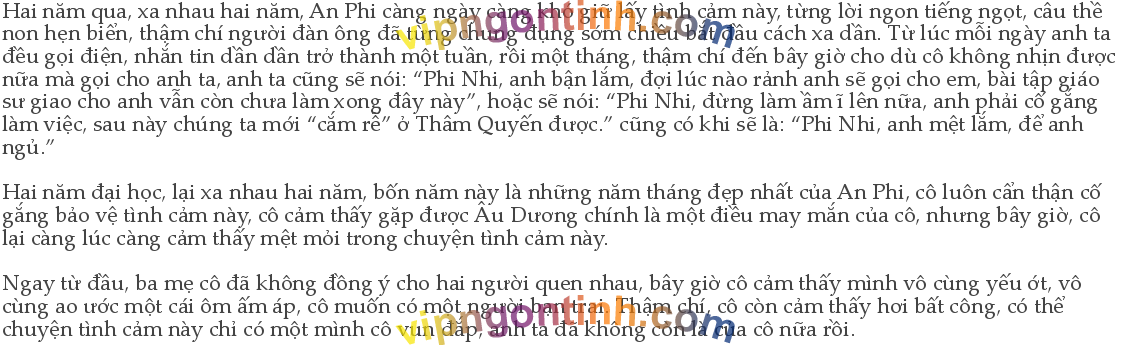 Hai năm qua, xa nhau hai năm, An Phi càng ngày càng khó giữ lấy tình cảm này, từng lời ngon tiếng ngọt, câu thề
non hẹn biển, thậm chí người đàn ông đã từng chung đụng sớm chiều bắt đầu cách xa dần. Từ lúc mỗi ngày anh ta
đều gọi điện, nhắn tin dần dần trở thành một tuần, rồi một tháng, thậm chí đến bây giờ cho dù cô không nhịn được
nữa mà gọi cho anh ta, anh ta cũng sẽ nói: “Phi Nhi, anh bận lắm, đợi lúc nào rảnh anh sẽ gọi cho em, bài tập giáo
sư giao cho anh vẫn còn chưa làm xong đây này”, hoặc sẽ nói: “Phi Nhi, đừng làm ầm ĩ lên nữa, anh phải cố gắng
làm việc, sau này chúng ta mới “cắm rễ” ở Thâm Quyến được.” cũng có khi sẽ là: “Phi Nhi, anh mệt lắm, để anh
ngủ.”
Hai năm đại học, lại xa nhau hai năm, bốn năm này là những năm tháng đẹp nhất của An Phi, cô luôn cẩn thận cố
gắng bảo vệ tình cảm này, cô cảm thấy gặp được Âu Dương chính là một điều may mắn của cô, nhưng bây giờ, cô
lại càng lúc càng cảm thấy mệt mỏi trong chuyện tình cảm này.
Ngay từ đầu, ba mẹ cô đã không đồng ý cho hai người quen nhau, bây giờ cô cảm thấy mình vô cùng yếu ớt, vô
cùng ao ước một cái ôm ấm áp, cô muốn có một người bạn trai. Thậm chí, cô còn cảm thấy hơi bất công, có thể
chuyện tình cảm này chỉ có một mình cô vun đắp, anh ta đã không còn là của cô nữa rồi.
vipngontinh.com
vipngontinh.com